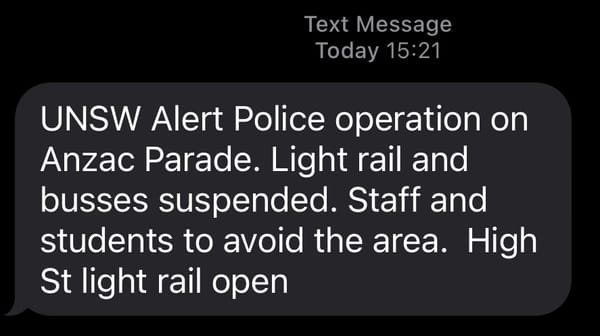 Text Message
Today 15:21
UNSW Alert Police operation on
Anzac Parade. Light rail and
busses suspended. Staff and
students to avoid the area.  High
St light rail open